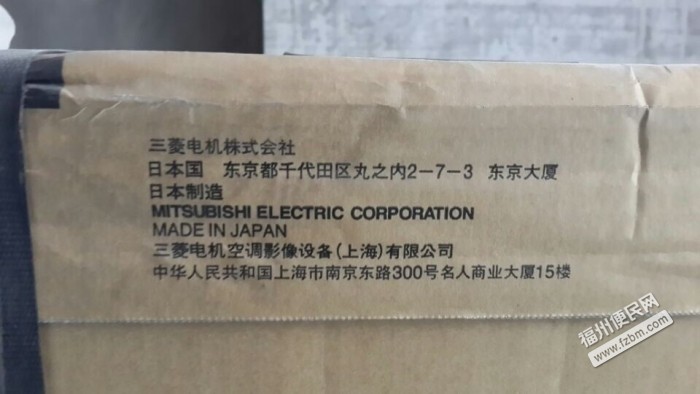 三菱电机株式会社
日本国 东京都千代田区丸之内2-7-3 东京大厦
日本制造
MITSUBISHI ELECTRIC CORPORATION
MADE IN JAPAN
三菱电机空调影像设备(上海)有限公司
中华人民共和国上海市南京东路300号名人商业大厦15楼
福州便民网
www.fzbm.com